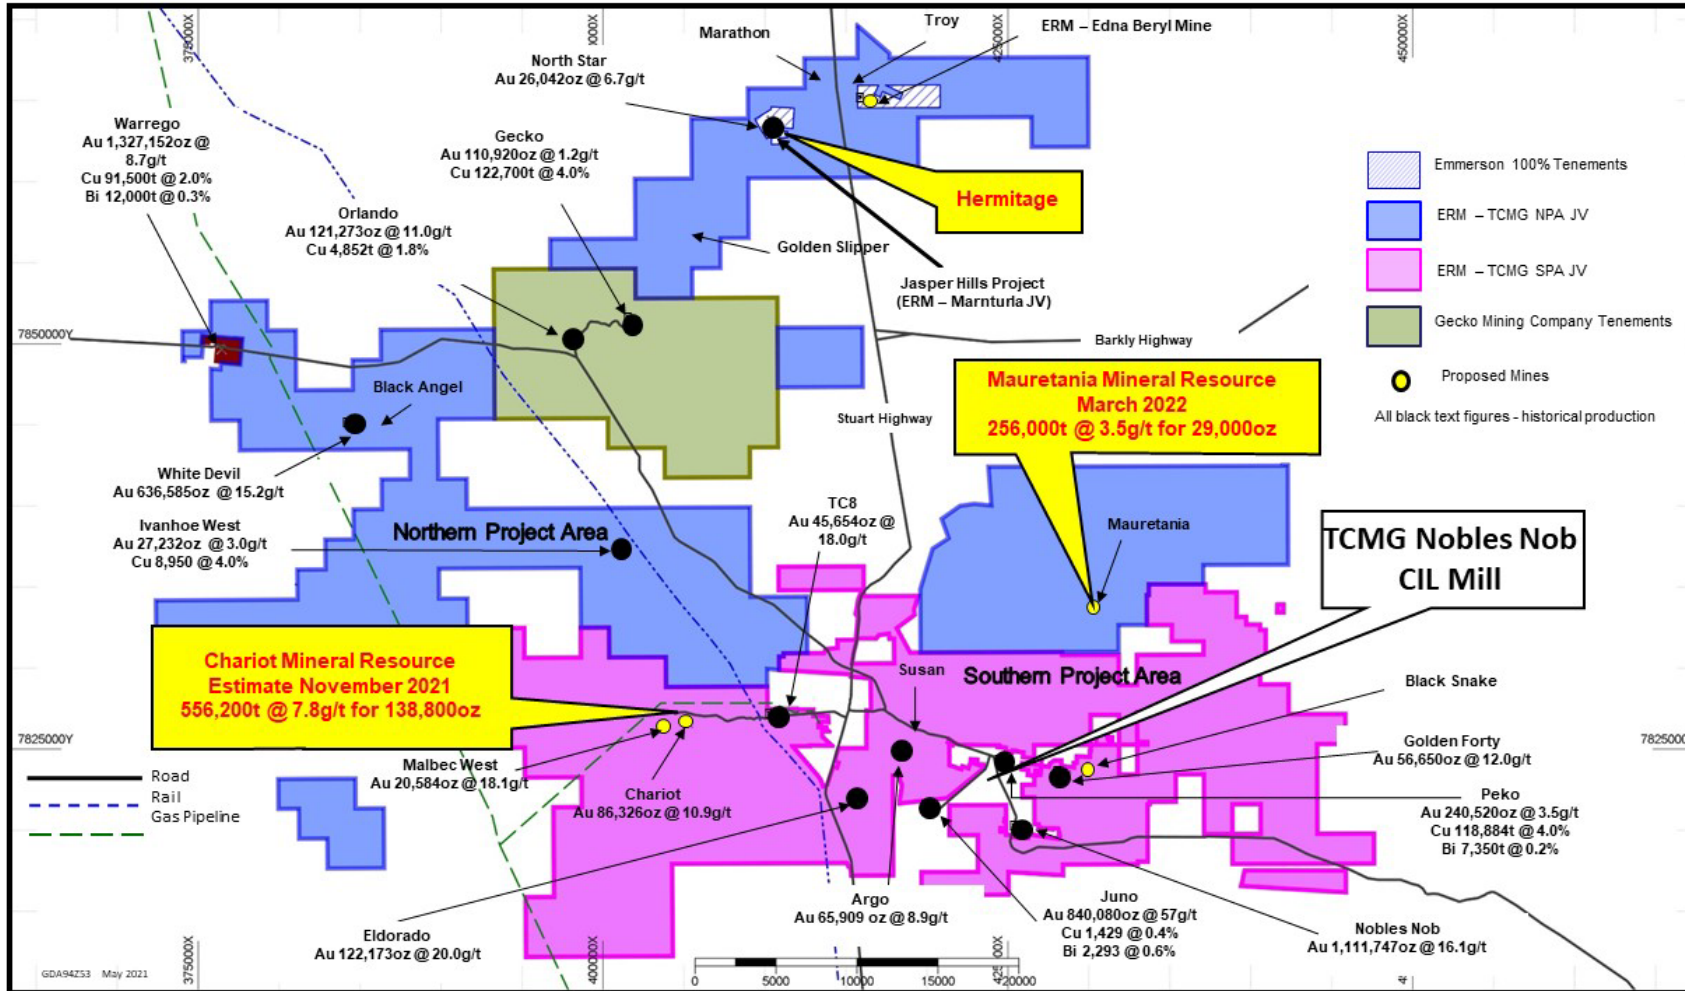 375000X
0000X
425000X
450000X
Marathon
Troy
ERM – Edna Beryl Mine
North Star
Au 26,042oz @ 6.7g/t
Warrego
Au 1,327,152oz @
8.7g/t
Cu 91,500t @ 2.0%
Bi 12,000t @ 0.3%
Gecko
Au 110,920oz @ 1.2g/t
Cu 122,700t @ 4.0%
Orlando
Au 121,273oz @ 11.0g/t
Cu 4,852t @ 1.8%
Hermitage
Golden Slipper
Jasper Hills Project
(ERM – Marnturla JV)
Emmerson 100% Tenements
ERM – TCMG NPA JV
ERM – TCMG SPA JV
Gecko Mining Company Tenements
Proposed Mines
All black text figures - historical production
7850000Y
Barkly Highway
Black Angel
Stuart Highway
Mauretania Mineral Resource
March 2022
256,000t @ 3.5g/t for 29,000oz
White Devil
Au 636,585oz @ 15.2g/t
Ivanhoe West
Au 27,232oz @ 3.0g/t
Cu 8,950 @ 4.0%
Northern Project Area
TC8
Au 45,654oz @
18.0g/t
Mauretania
TCMG Nobles Nob
CIL Mill
Chariot Mineral Resource
Estimate November 2021
556,200t @ 7.8g/t for 138,800oz
Susan
Southern Project Area
Black Snake
7825000Y
7825000
Golden Forty
Au 56,650oz @ 12.0g/t
Malbec West
Au 20,584oz @ 18.1g/t
Chariot
Au 86,326oz @ 10.9g/t
Peko
Au 240,520oz @ 3.5g/t
Cu 118,884t @ 4.0%
Bi 7,350t @ 0.2%
Road
Rail
Gas Pipeline
Argo
Au 65,909 oz @ 8.9g/t
Juno
Au 840,080oz @ 57g/t
Cu 1,429 @ 0.4%
Bi 2,293 @ 0.6%
Nobles Nob
Au 1,111,747oz @ 16.1g/t
Eldorado
Au 122,173oz @ 20.0g/t
GDA94Z53 May 2021
375000X
400000X
450000X
0
5000
10000
15000
20000